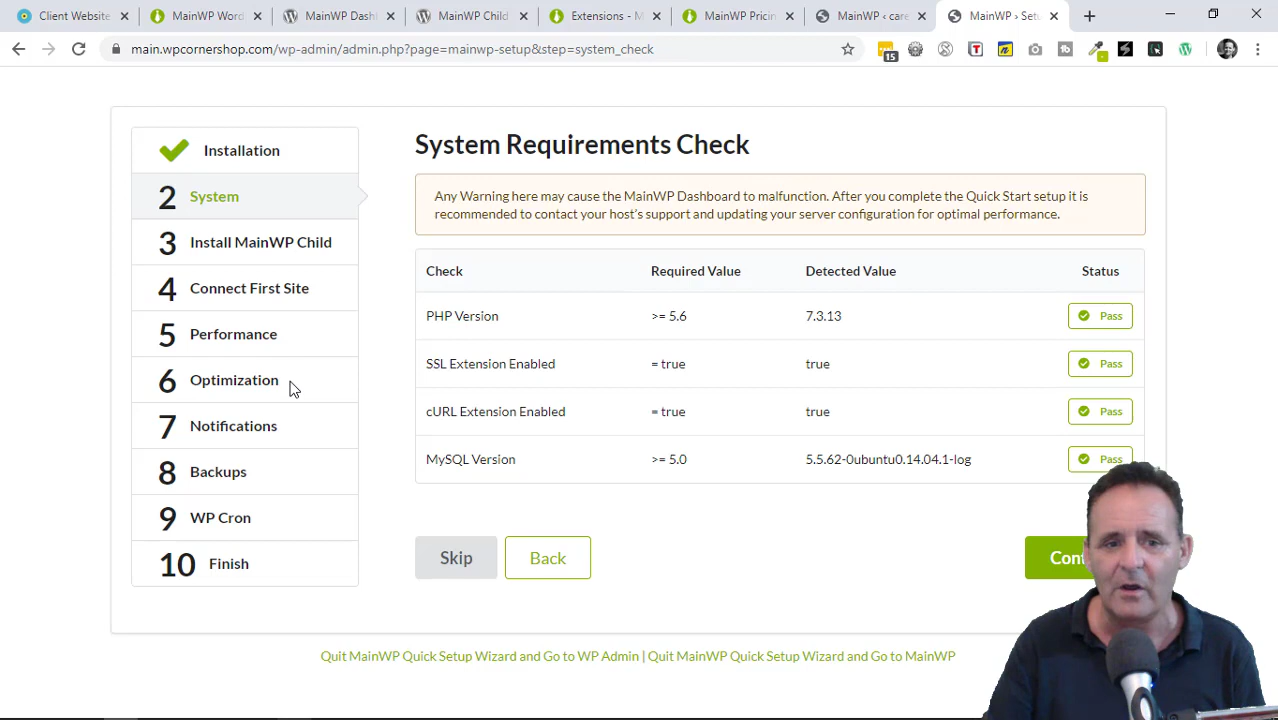 Client Website
MainWP Word
MainWP Dash
MainWP Child
Extensions - M
MainWP Pricin
MainWP ‹ care
MainWP › Setu
main.wpcornershop.com/wp-admin/admin.php?page=mainwp-setup&step=system_check
15
Installation
2 System
3 Install MainWP Child
4 Connect First Site
5 Performance
6 Optimization
7 Notifications
8 Backups
9 WP Cron
10 Finish
System Requirements Check
Any Warning here may cause the MainWP Dashboard to malfunction. After you complete the Quick Start setup it is
recommended to contact your host's support and updating your server configuration for optimal performance.
Check Required Value Detected Value Status
PHP Version >= 5.6 7.3.13 Pass
SSL Extension Enabled = true true Pass
cURL Extension Enabled = true true Pass
MySQL Version >= 5.0 5.5.62-0ubuntu0.14.04.1-log Pass
Skip Back Cont
Quit MainWP Quick Setup Wizard and Go to WP Admin | Quit MainWP Quick Setup Wizard and Go to MainWP